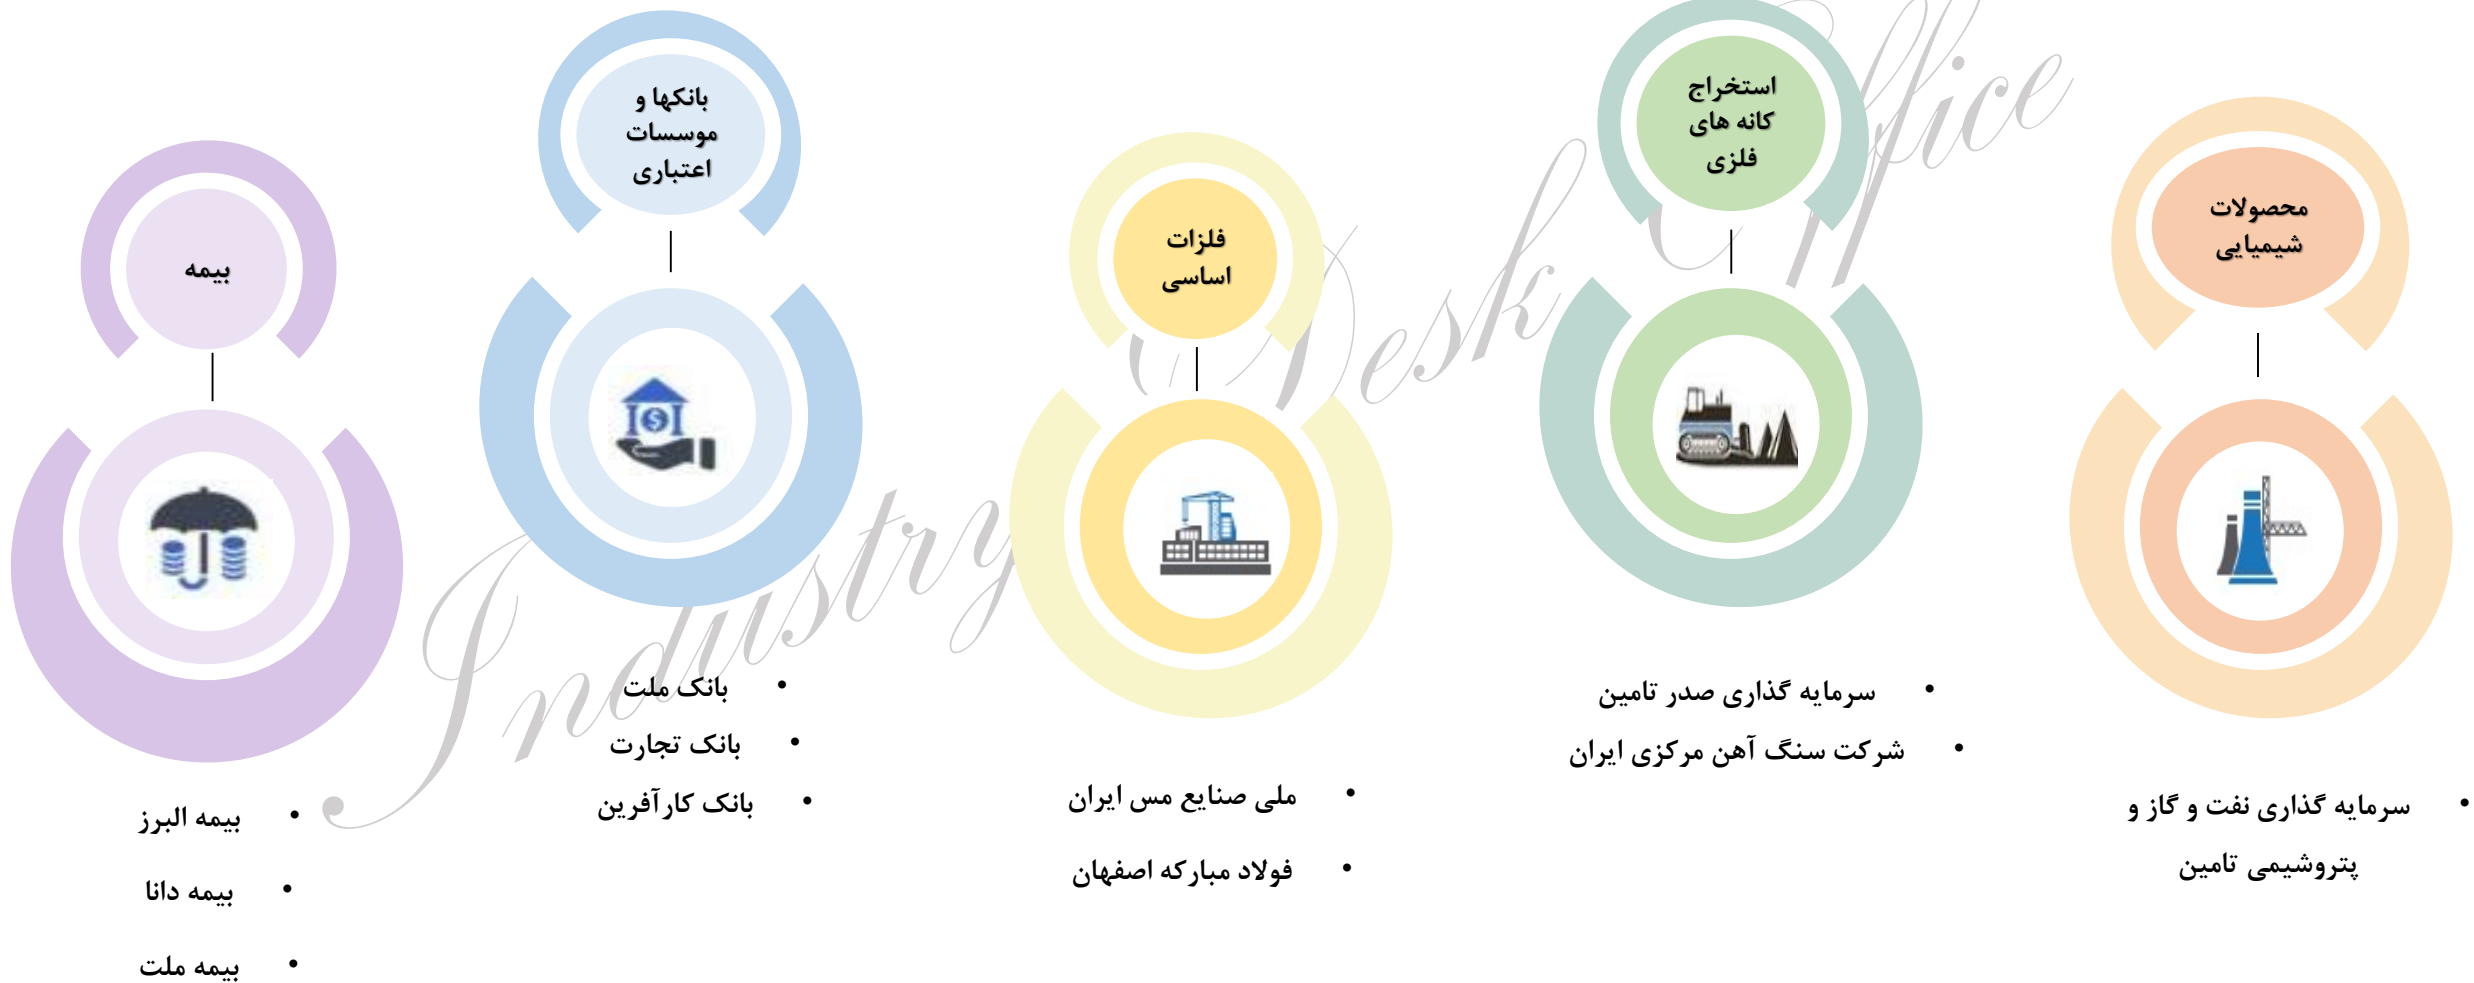 محصولات
شیمیایی
سرمایه گذاری نفت و گاز و
پتروشیمی تامین
استخراج
کانه های
فلزی
سرمایه گذاری صدر تامین
شرکت سنگ آهن مرکزی ایران
فلزات
اساسی
ملی صنایع مس ایران
فولاد مبارکه اصفهان
بانکها و
موسسات
اعتباری
بانک ملت
بانک تجارت
بانک کارآفرین
بیمه
بیمه البرز
بیمه دانا
بیمه ملت
Industry Desk Office